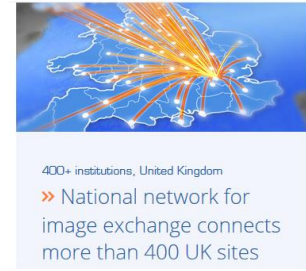 400+ institutions, United Kingdom
» National network for
image exchange connects
more than 400 UK sites